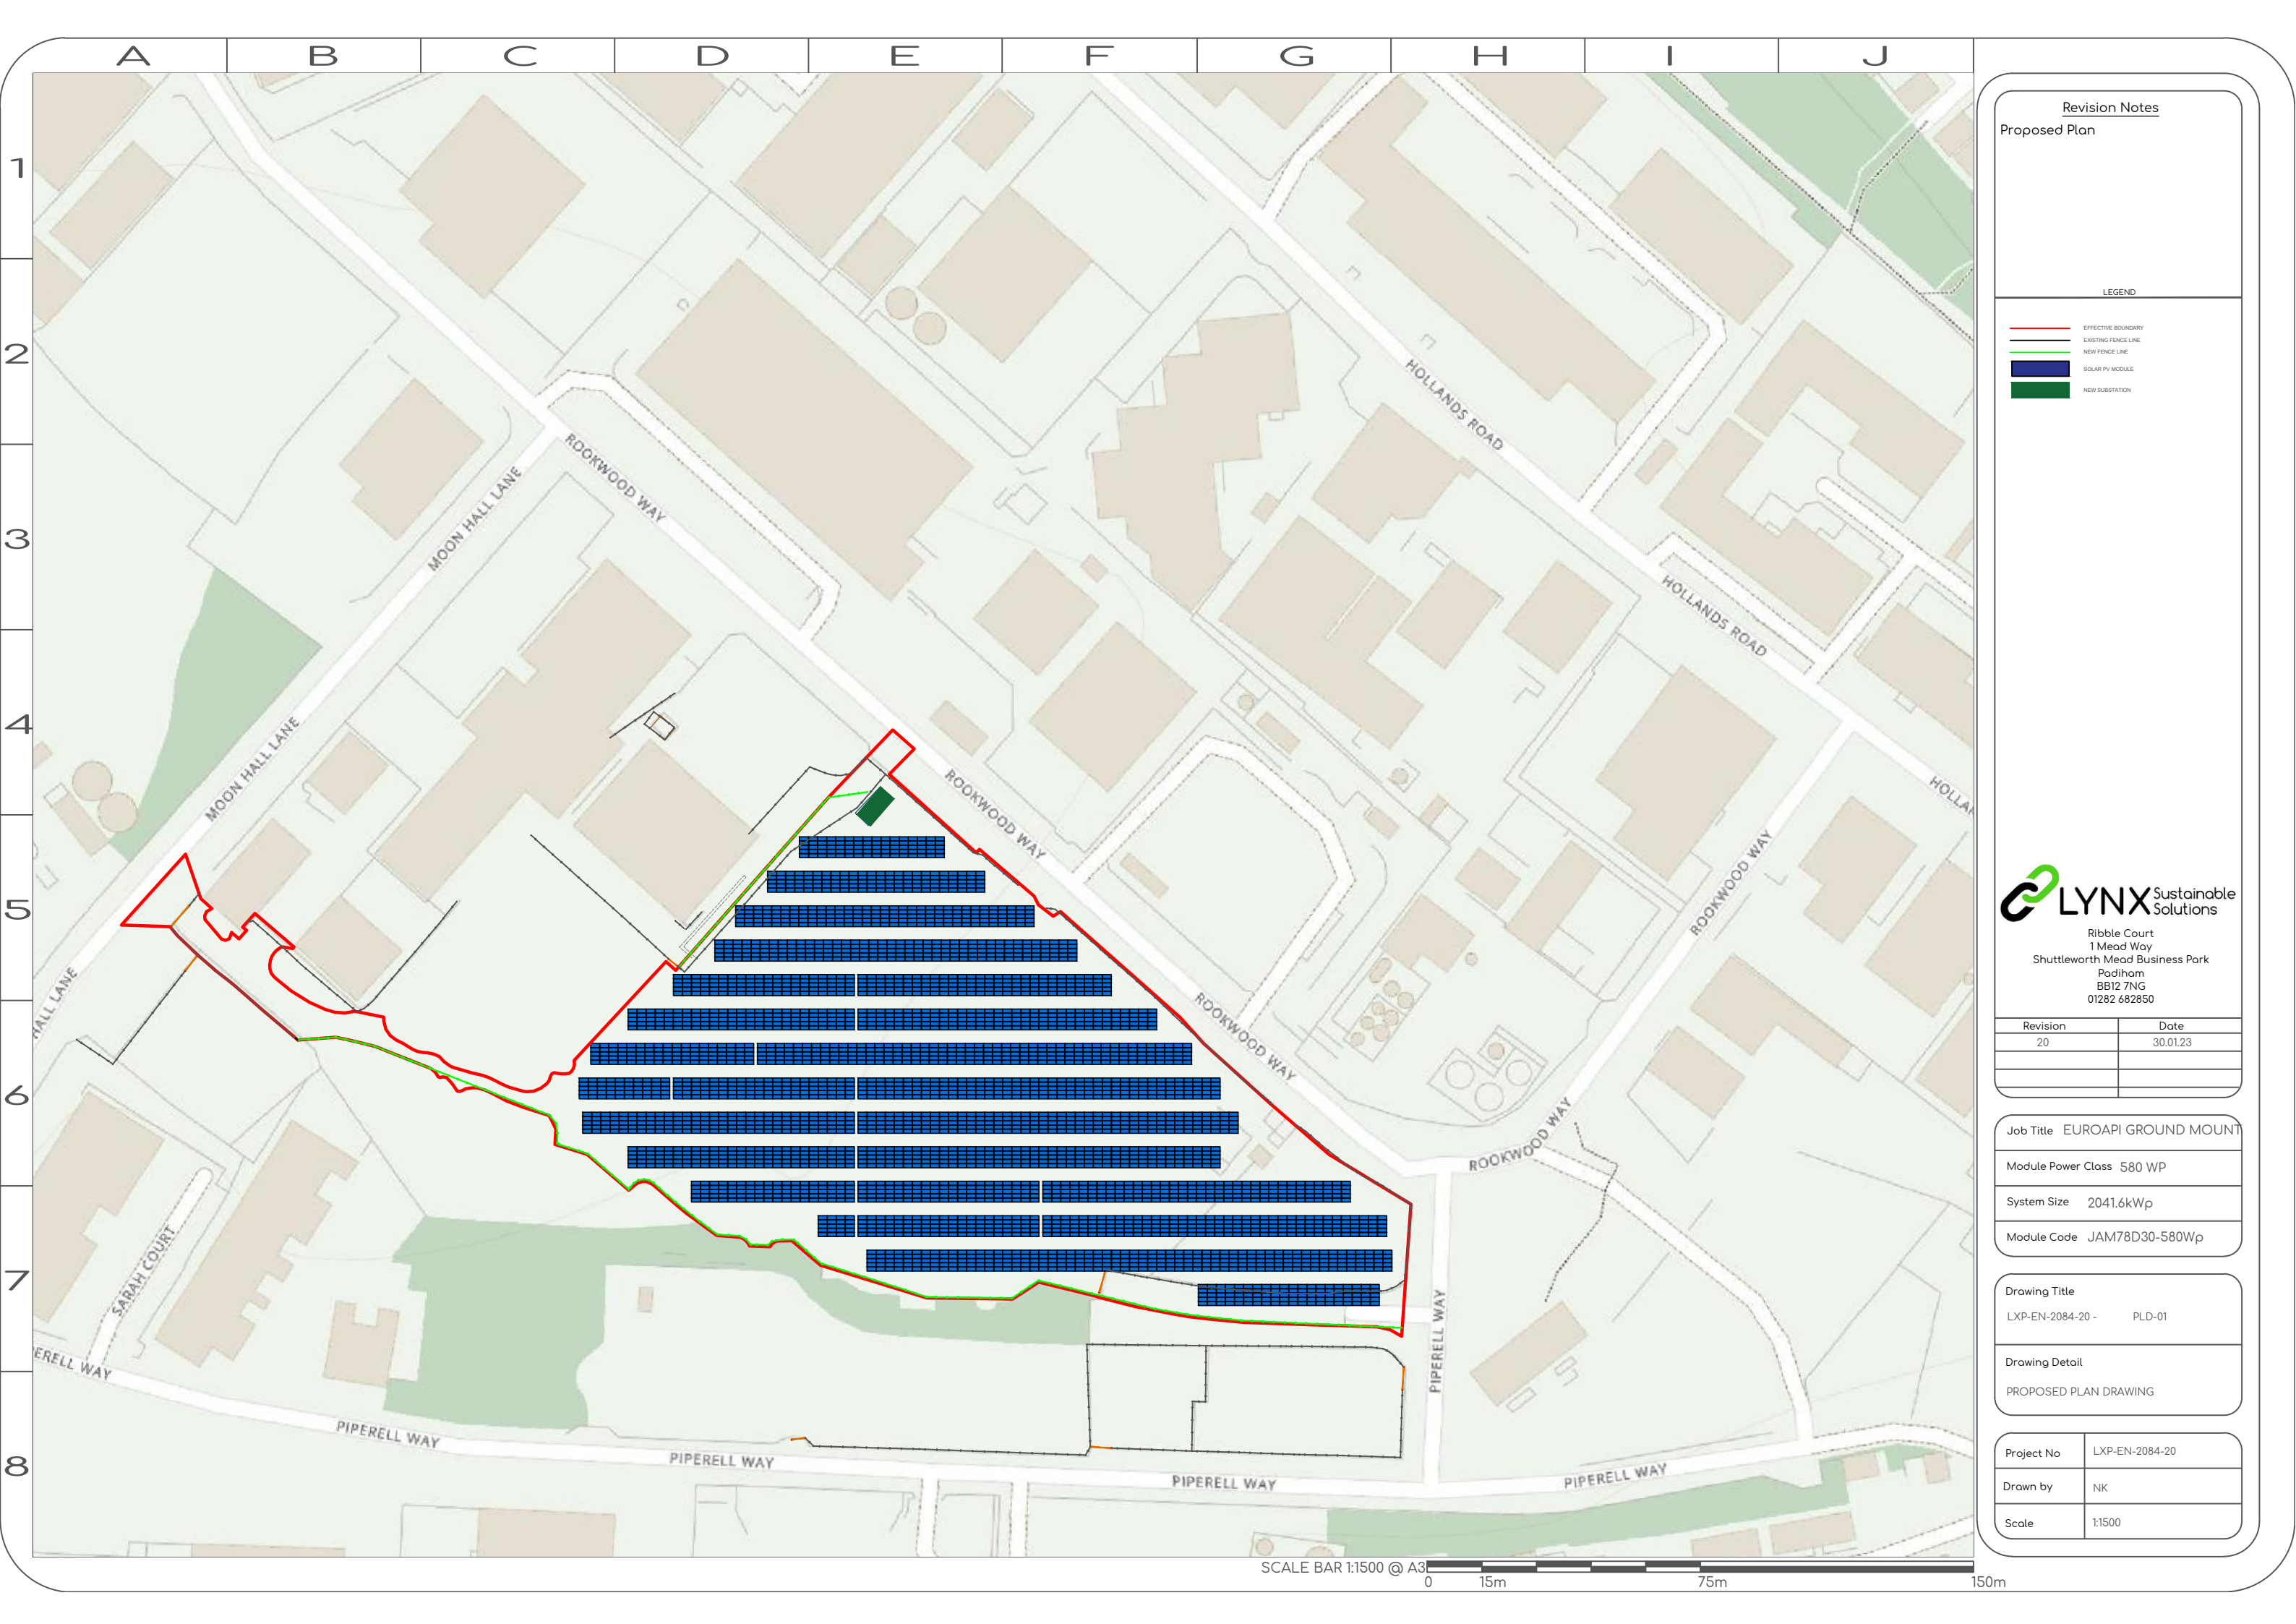 A B C D E F G H I J
1
2
3
4
5
6
7
8
HOLLANDS ROAD
ROOKWOOD WAY
MOON HALL LANE
HOLLANDS ROAD
MOON HALL LANE
ROOKWOOD WAY
HOLLA
ROOKWOOD WAY
HALL LANE
ROOKWOOD WAY
ROOKWOOD WAY
SARAH COURT
PIPERELL WAY
PERELL WAY
PIPERELL WAY
PIPERELL WAY
PIPERELL WAY
PIPERELL WAY
SCALE BAR 1:1500 @ A3
0 15m 75m 150m
Revision Notes
Proposed Plan
LEGEND
EFFECTIVE BOUNDARY
EXISTING FENCE LINE
NEW FENCE LINE
SOLAR PV MODULE
NEW SUBSTATION
LYNX Sustainable
Solutions
Ribble Court
1 Mead Way
Shuttleworth Mead Business Park
Padiham
BB12 7NG
01282 682850
Revision Date
20 30.01.23
Job Title EUROAPI GROUND MOUNT
Module Power Class 580 WP
System Size 2041.6kWp
Module Code JAM78D30-580Wp
Drawing Title
LXP-EN-2084-20 - PLD-01
Drawing Detail
PROPOSED PLAN DRAWING
Project No LXP-EN-2084-20
Drawn by NK
Scale 1:1500